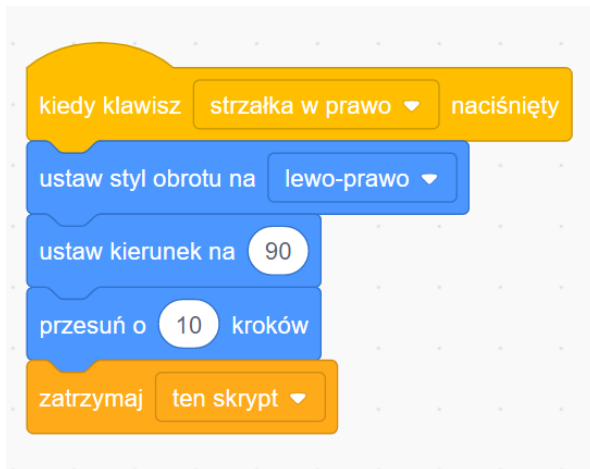 kiedy klawisz strzałka w prawo naciśnięty
ustaw styl obrotu na lewo-prawo
ustaw kierunek na 90
przesuń o 10 kroków
zatrzymaj ten skrypt